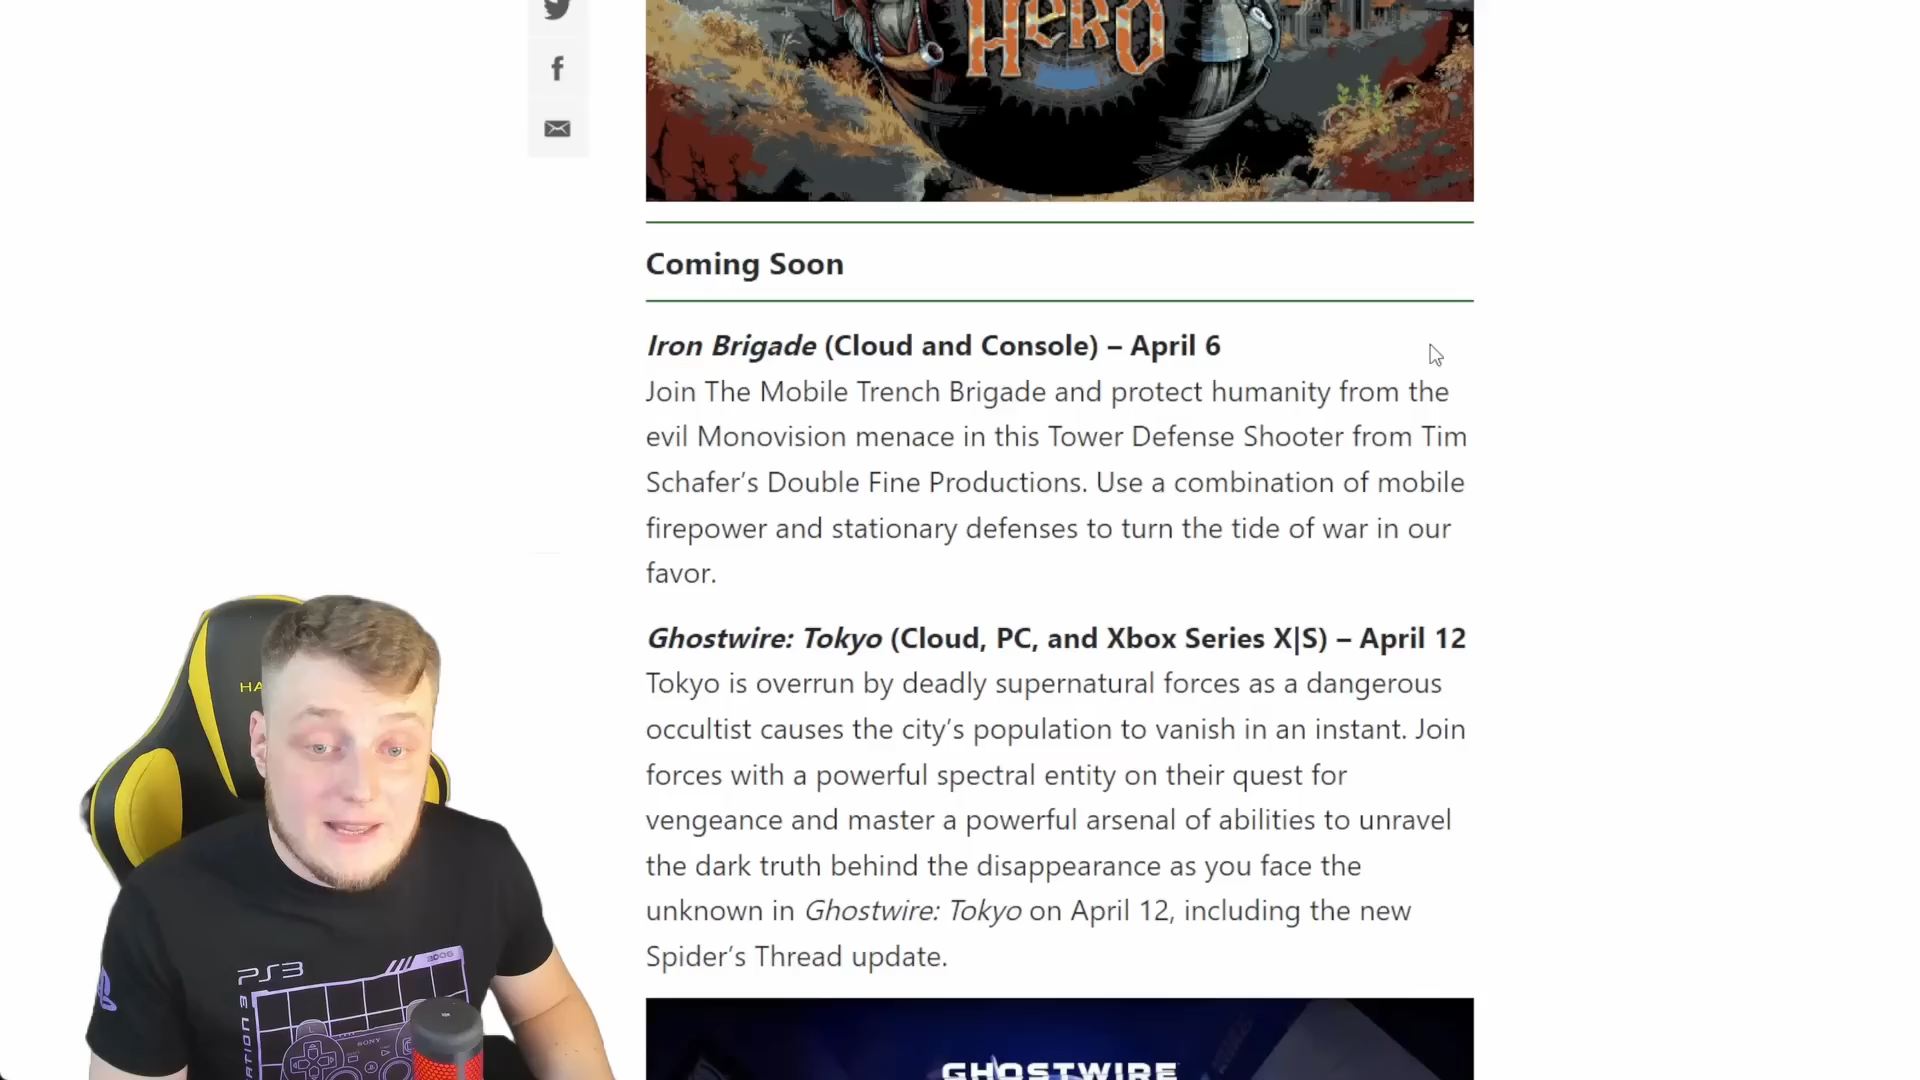 HERO
Coming Soon
Iron Brigade (Cloud and Console) – April 6
Join The Mobile Trench Brigade and protect humanity from the
evil Monovision menace in this Tower Defense Shooter from Tim
Schafer’s Double Fine Productions. Use a combination of mobile
firepower and stationary defenses to turn the tide of war in our
favor.
Ghostwire: Tokyo (Cloud, PC, and Xbox Series X|S) – April 12
Tokyo is overrun by deadly supernatural forces as a dangerous
occultist causes the city’s population to vanish in an instant. Join
forces with a powerful spectral entity on their quest for
vengeance and master a powerful arsenal of abilities to unravel
the dark truth behind the disappearance as you face the
unknown in Ghostwire: Tokyo on April 12, including the new
Spider’s Thread update.
GHOSTWIRE
HA
PS3
2006
SONY